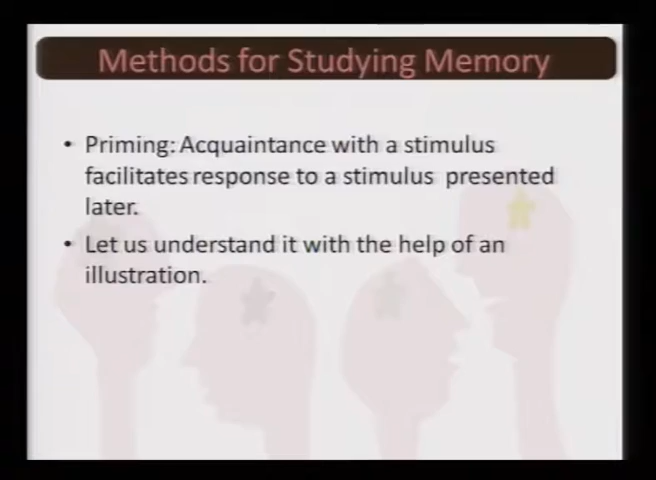 Methods for Studying Memory
• Priming: Acquaintance with a stimulus
facilitates response to a stimulus presented
later.
• Let us understand it with the help of an
illustration.